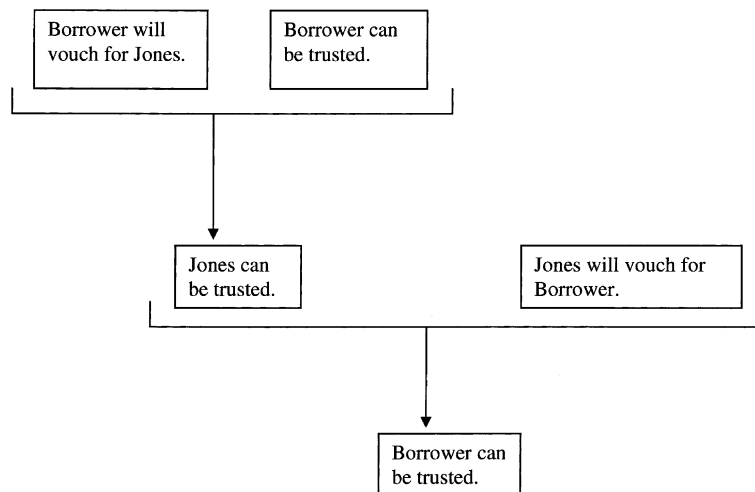 Borrower will
vouch for Jones.
Borrower can
be trusted.
Jones can
be trusted.
Jones will vouch for
Borrower.
Borrower can
be trusted.